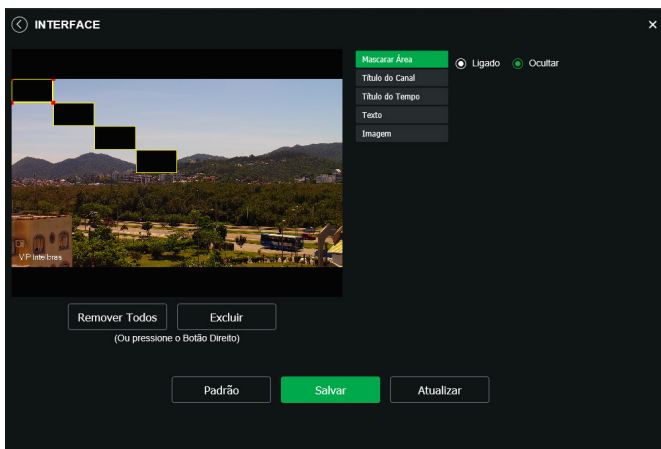 INTERFACE
Mascarar Área
Ligado Ocultar
Título do Canal
Título do Tempo
Texto
Imagem
VIP Intelbras
Remover Todos Excluir
(Ou pressione o Botão Direito)
Padrão Salvar Atualizar